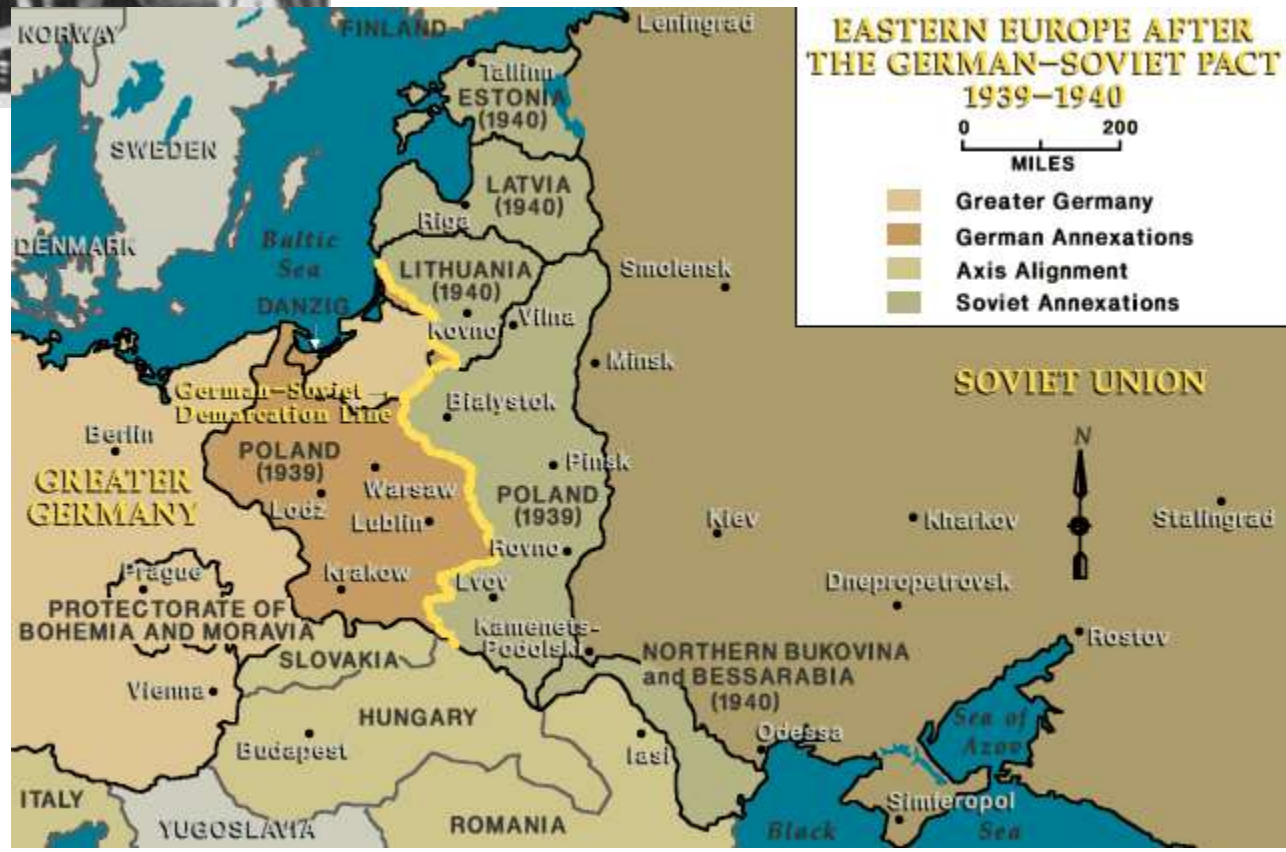 EASTERN EUROPE AFTER
THE GERMAN–SOVIET PACT
1939–1940
0 200
MILES
Greater Germany
German Annexations
Axis Alignment
Soviet Annexations
NORWAY
FINLAND
Leningrad
Tallinn
ESTONIA
(1940)
SWEDEN
LATVIA
(1940)
Riga
DENMARK
Baltic
Sea
LITHUANIA
(1940)
Smolensk
DANZIG
Kovno
Vilna
Minsk
SOVIET UNION
German–Soviet →
Demarcation Line
Bialystok
Berlin
N
POLAND
(1939)
Pinsk
GREATER
GERMANY
Warsaw
POLAND
(1939)
Lodz
Lublin
Kiev
Kharkov
Stalingrad
Rovno
Prague
Krakow
Lvov
Dnepropetrovsk
PROTECTORATE OF
BOHEMIA AND MORAVIA
Kamenets-
Podolski
Rostov
SLOVAKIA
NORTHERN BUKOVINA
and BESSARABIA
(1940)
Vienna
HUNGARY
Sea of
Azov
Budapest
Iasi
Odessa
ITALY
Simferopol
YUGOSLAVIA
ROMANIA
Black
Sea